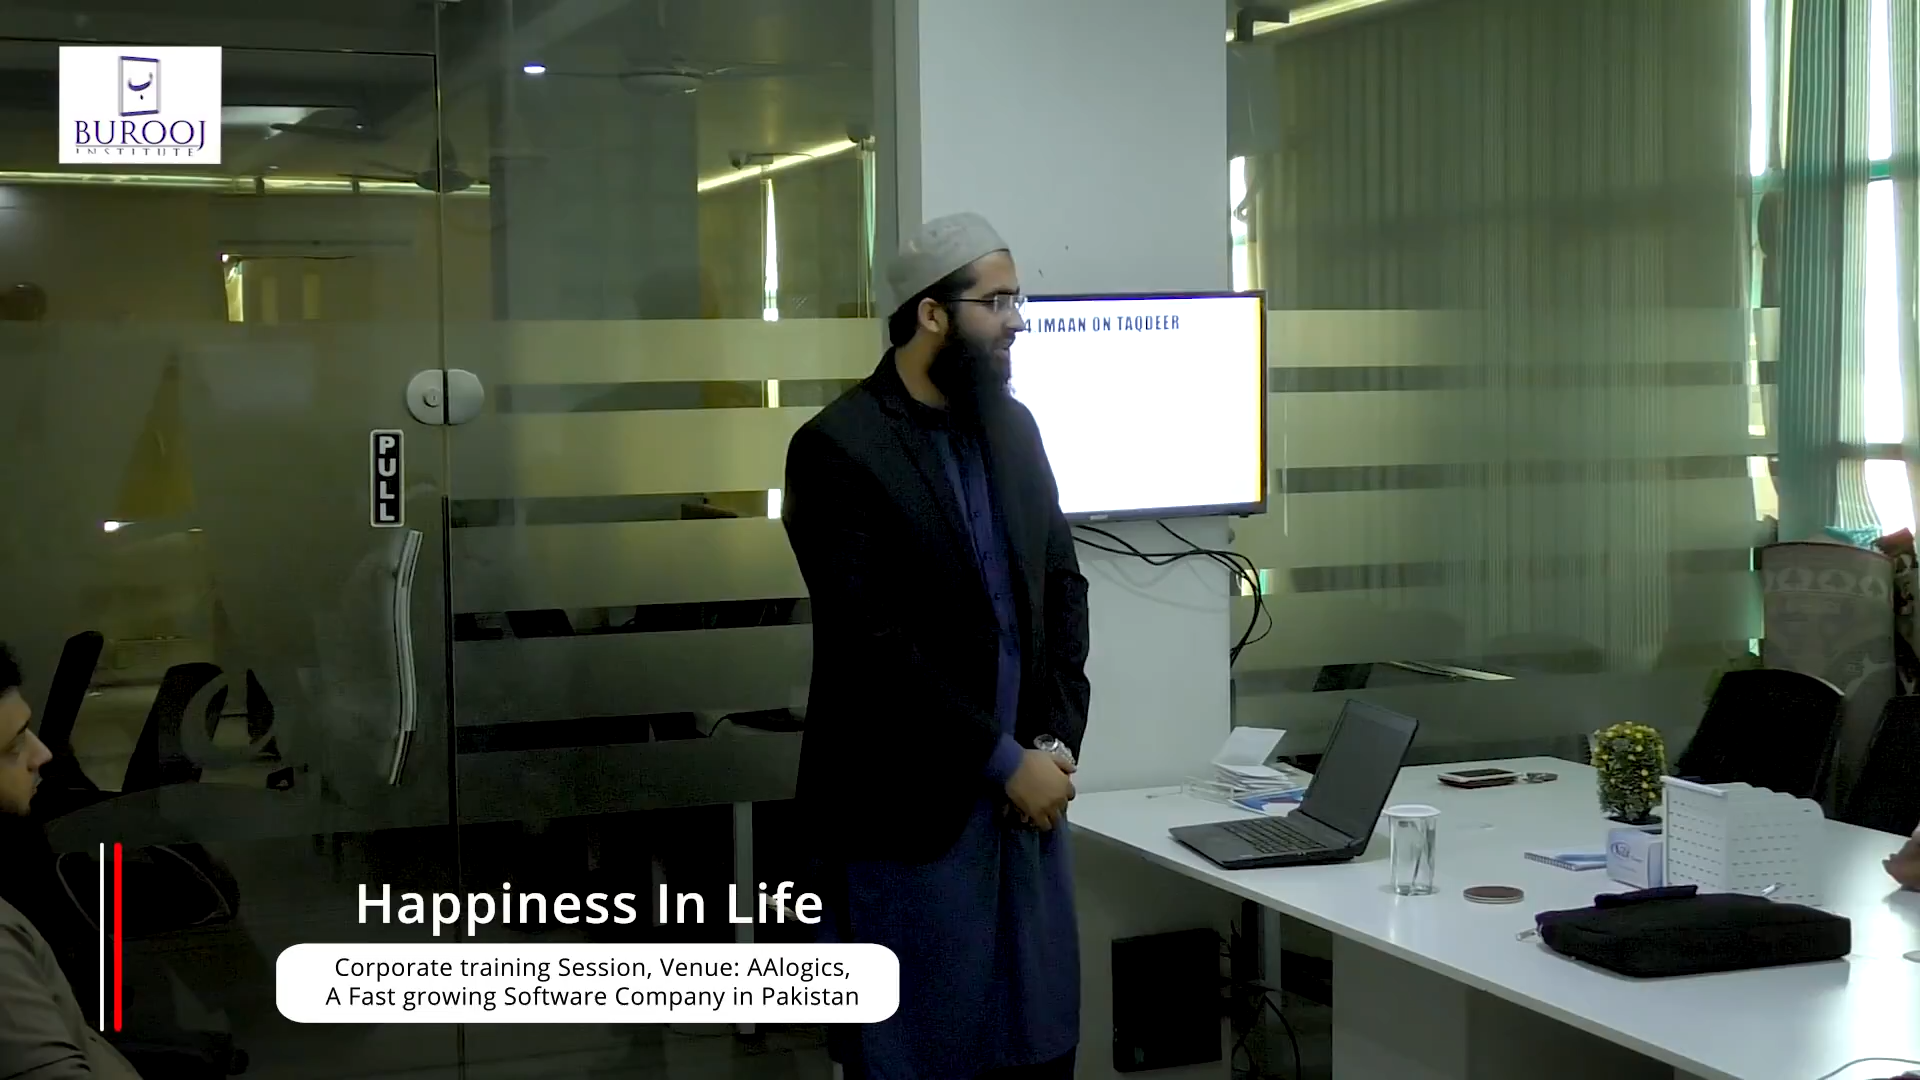 ب
BUROOJ
INSTITUTE
4 IMAAN ON TAQDEER
PULL
Happiness In Life
Corporate training Session, Venue: AAlogics,
A Fast growing Software Company in Pakistan